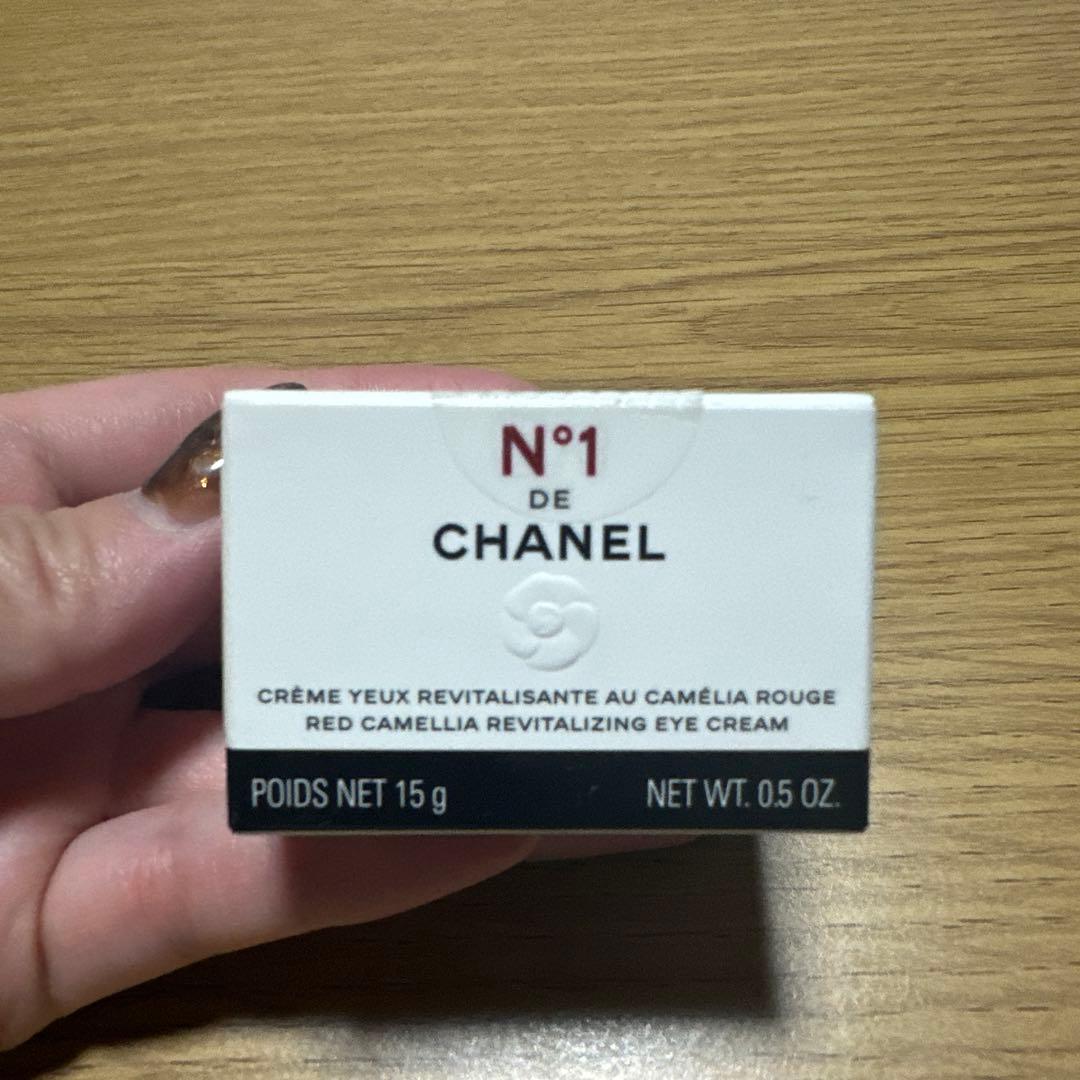 N°1
DE
CHANEL
CRÈME YEUX REVITALISANTE AU CAMÉLIA ROUGE
RED CAMELLIA REVITALIZING EYE CREAM
POIDS NET 15 g NET WT. 0.5 OZ.